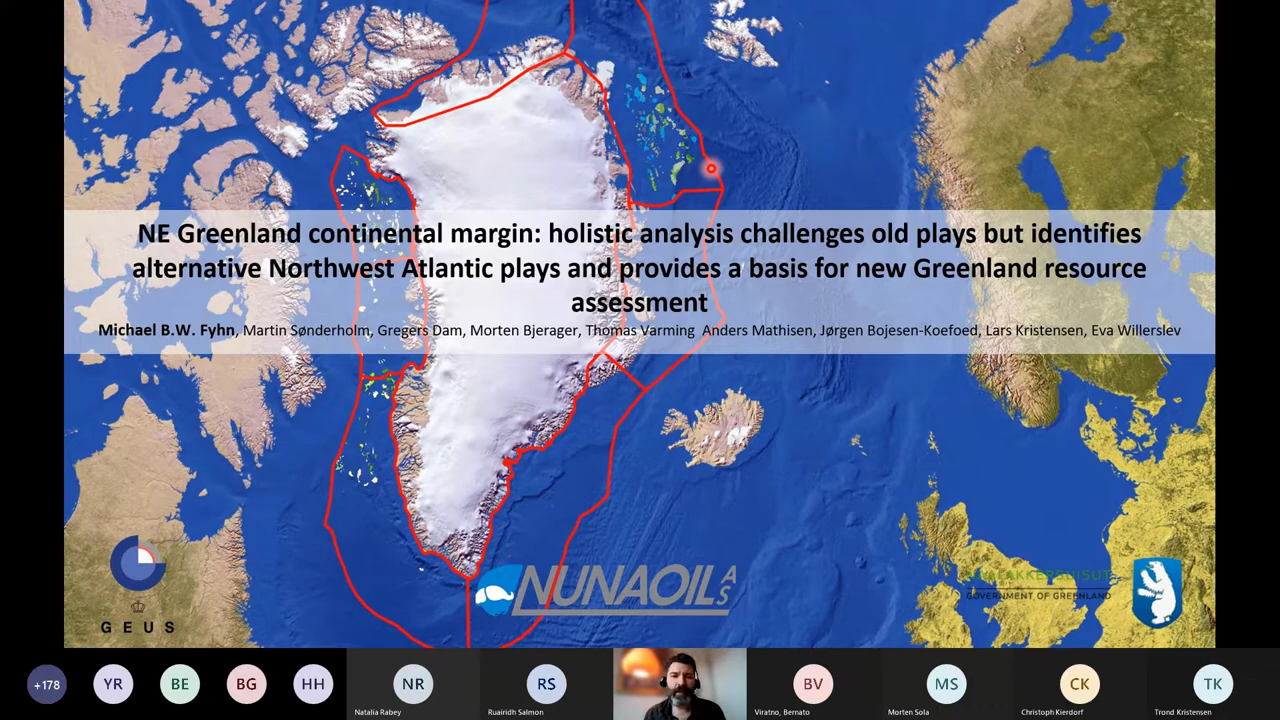 NE Greenland continental margin: holistic analysis challenges old plays but identifies
alternative Northwest Atlantic plays and provides a basis for new Greenland resource
assessment
Michael B.W. Fyhn, Martin Sønderholm, Gregers Dam, Morten Bjerager, Thomas Varming Anders Mathisen, Jørgen Bojesen-Koefoed, Lars Kristensen, Eva Willerslev
GEUS
NUNAOIL A/S
GOVERNMENT OF GREENLAND
+178 YR BE BG HH NR RS BV MS CK TK
Natalia Rabey Ruairidh Salmon Viratno, Bernato Morten Sola Christoph Kierdorf Trond Kristensen